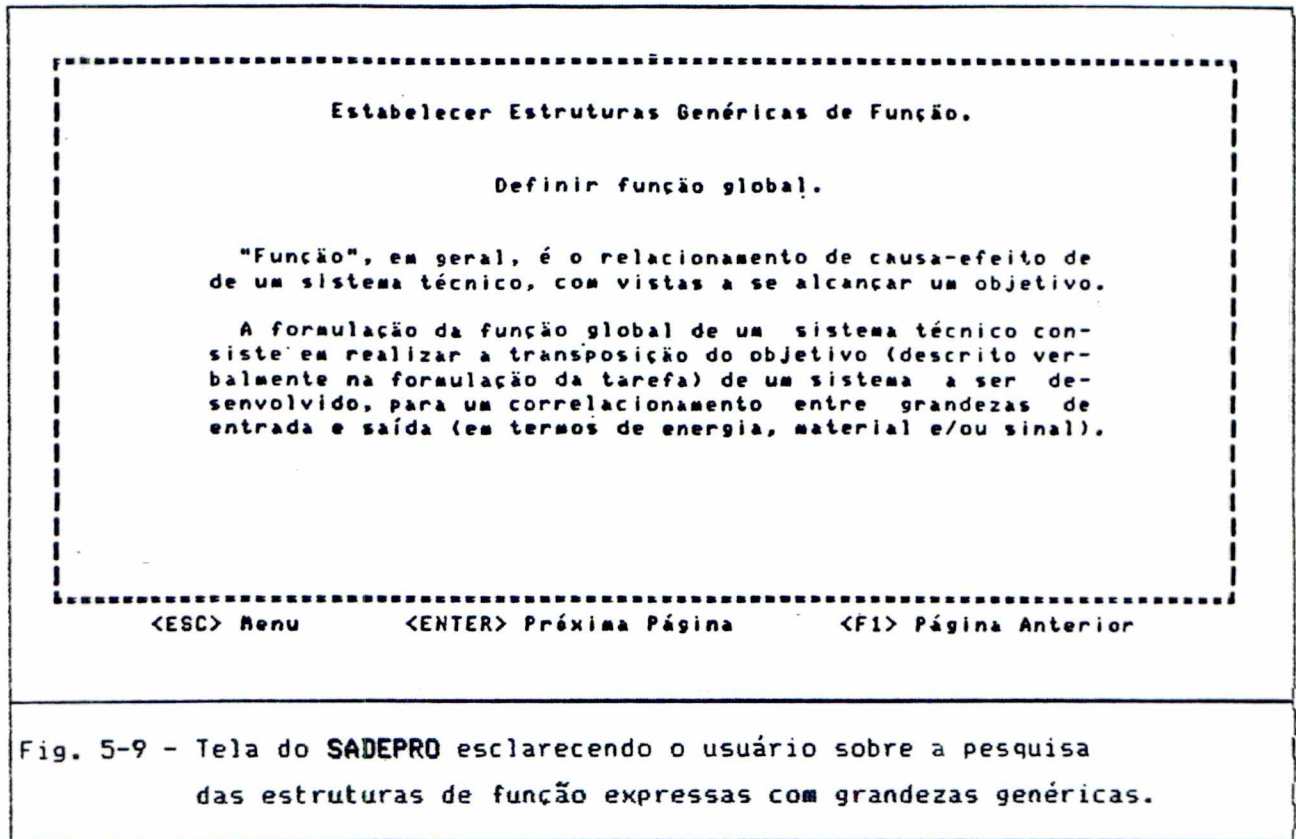 Estabelecer Estruturas Genéricas de Função.
Definir função global.
"Função", em geral, é o relacionamento de causa-efeito de
de um sistema técnico, com vistas a se alcançar um objetivo.
A formulação da função global de um sistema técnico con-
siste em realizar a transposição do objetivo (descrito ver-
balmente na formulação da tarefa) de um sistema a ser de-
senvolvido, para um correlacionamento entre grandezas de
entrada e saída (em termos de energia, material e/ou sinal).
<ESC> Menu <ENTER> Próxima Página <F1> Página Anterior
Fig. 5-9 - Tela do SADEPRO esclarecendo o usuário sobre a pesquisa
das estruturas de função expressas com grandezas genéricas.